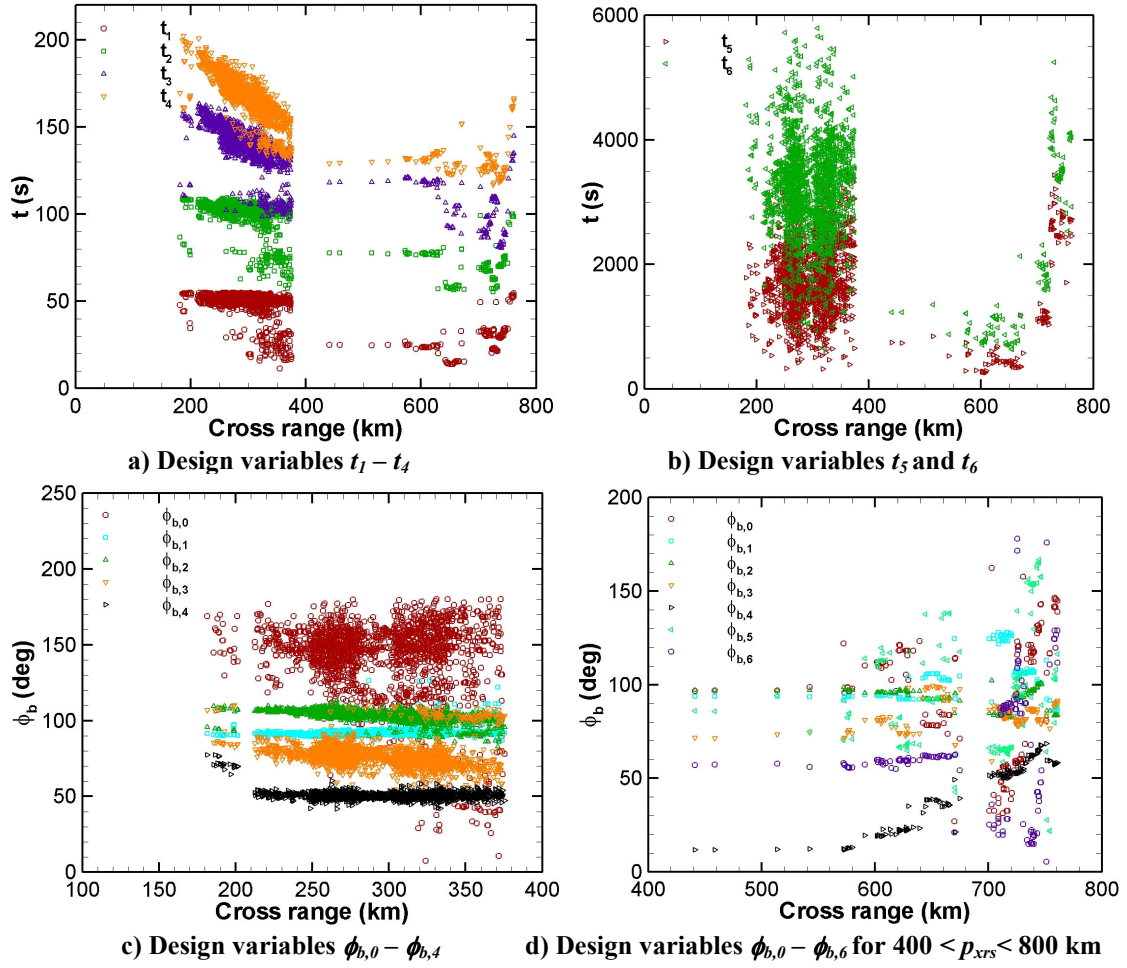 200
150
100
50
0
t (s)
t1
t2
t3
t4
0 200 400 600 800
Cross range (km)
a) Design variables t1 – t4
6000
4000
2000
0
t (s)
t5
t6
0 200 400 600 800
Cross range (km)
b) Design variables t5 and t6
250
200
150
100
50
0
ϕb (deg)
ϕb,0
ϕb,1
ϕb,2
ϕb,3
ϕb,4
100 150 200 250 300 350 400
Cross range (km)
c) Design variables ϕb,0 – ϕb,4
200
150
100
50
0
ϕb (deg)
ϕb,0
ϕb,1
ϕb,2
ϕb,3
ϕb,4
ϕb,5
ϕb,6
400 500 600 700 800
Cross range (km)
d) Design variables ϕb,0 – ϕb,6 for 400 < pxrs < 800 km